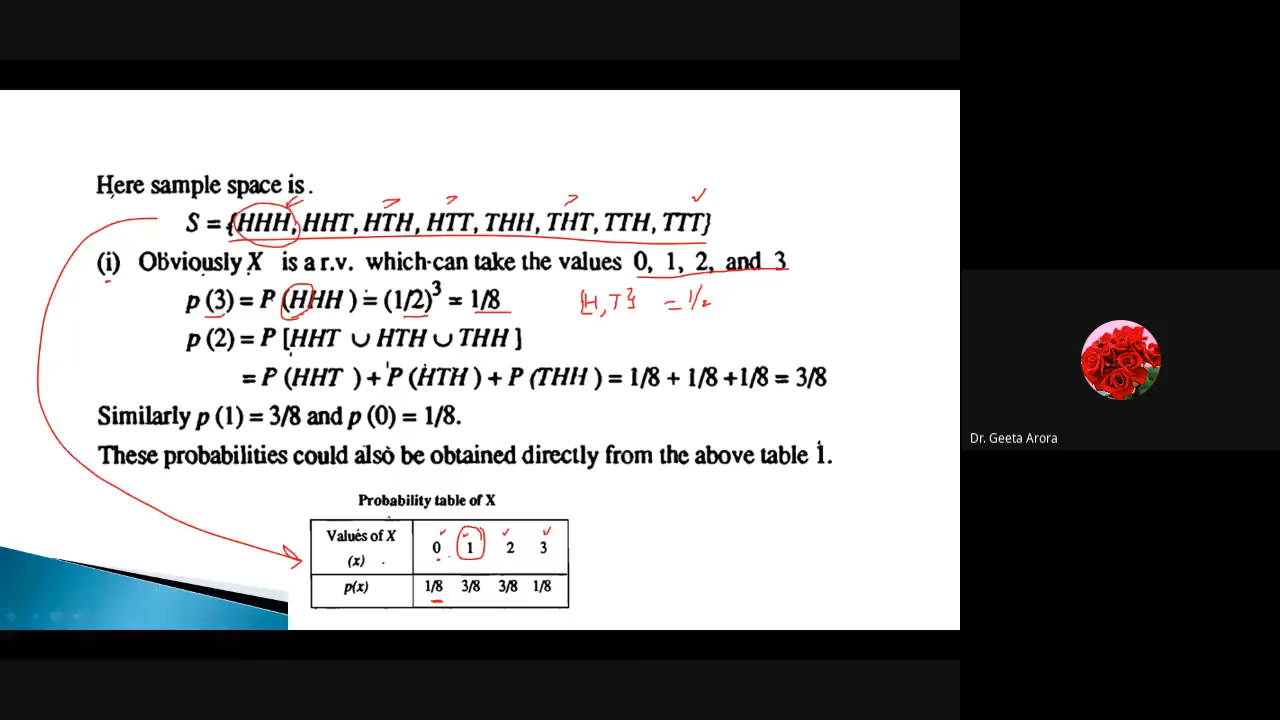 Here sample space is.
S = {HHH, HHT, HTH, HTT, THH, THT, TTH, TTT}
(i) Obviously X is a r.v. which can take the values 0, 1, 2, and 3
p (3) = P (HHH ) = (1/2)³ = 1/8 {H, T} = 1/2
p (2) = P [HHT ∪ HTH ∪ THH ]
= P (HHT ) + P (HTH ) + P (THH ) = 1/8 + 1/8 +1/8 = 3/8
Similarly p (1) = 3/8 and p (0) = 1/8.
These probabilities could also be obtained directly from the above table 1.
Probability table of X
Values of X
(x) 0 1 2 3
p(x) 1/8 3/8 3/8 1/8
Dr. Geeta Arora